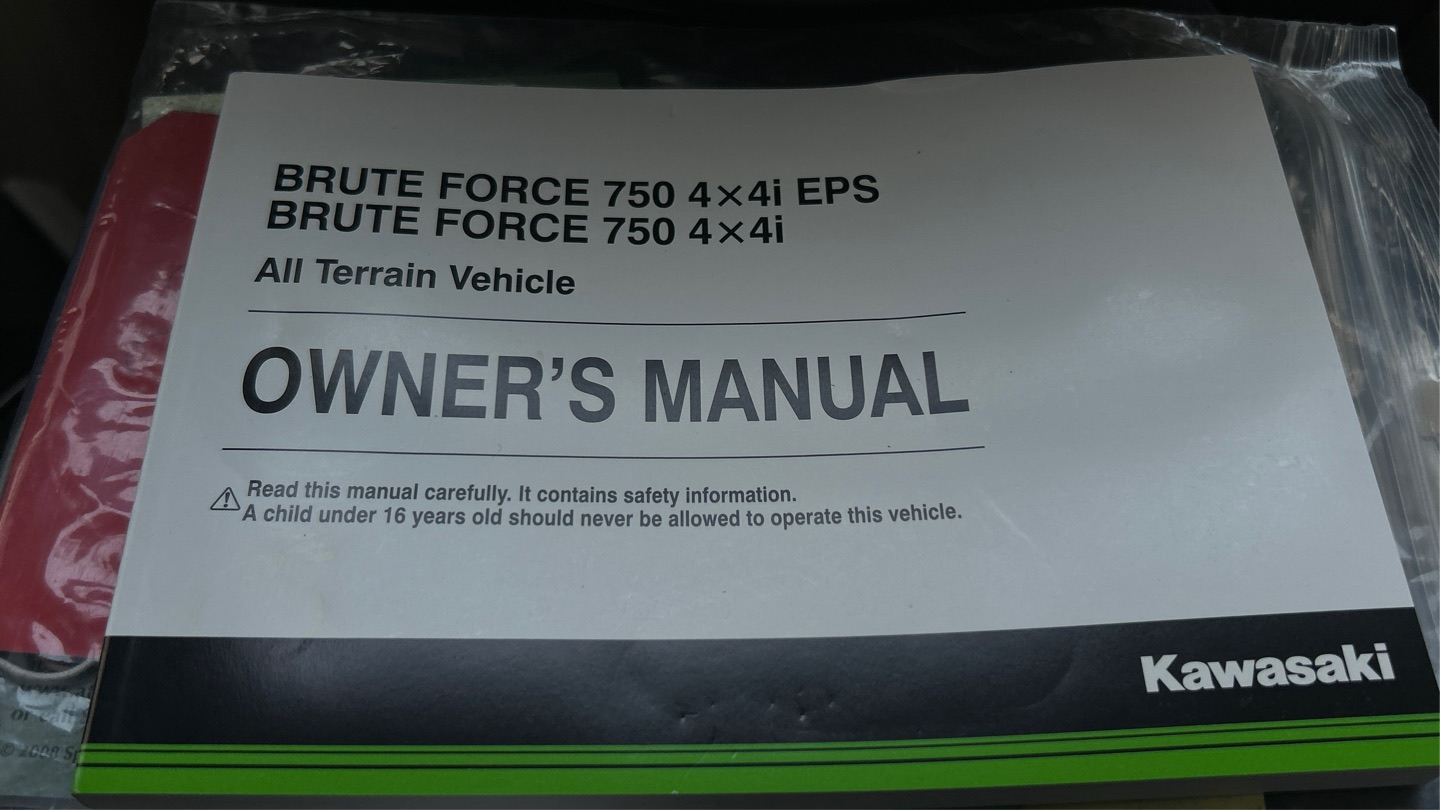 BRUTE FORCE 750 4×4i EPS
BRUTE FORCE 750 4×4i
All Terrain Vehicle
OWNER’S MANUAL
Read this manual carefully. It contains safety information.
A child under 16 years old should never be allowed to operate this vehicle.
Kawasaki
or
© 2008